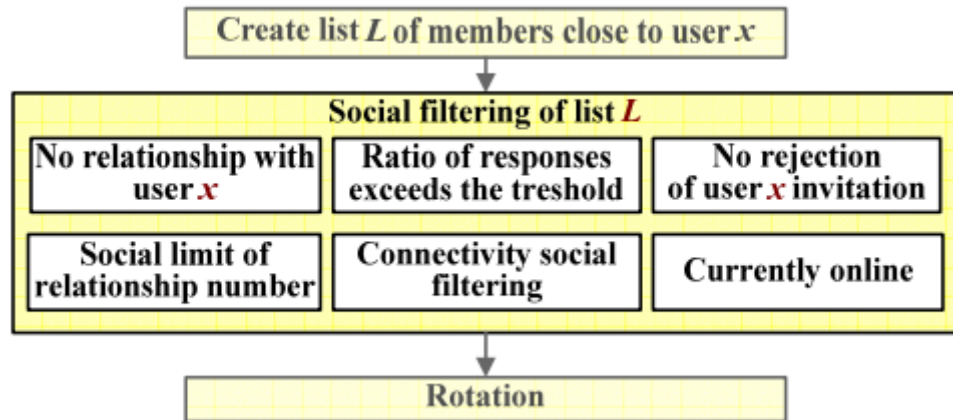 Create list L of members close to user x
Social filtering of list L
No relationship with
user x
Ratio of responses
exceeds the treshold
No rejection
of user x invitation
Social limit of
relationship number
Connectivity social
filtering
Currently online
Rotation